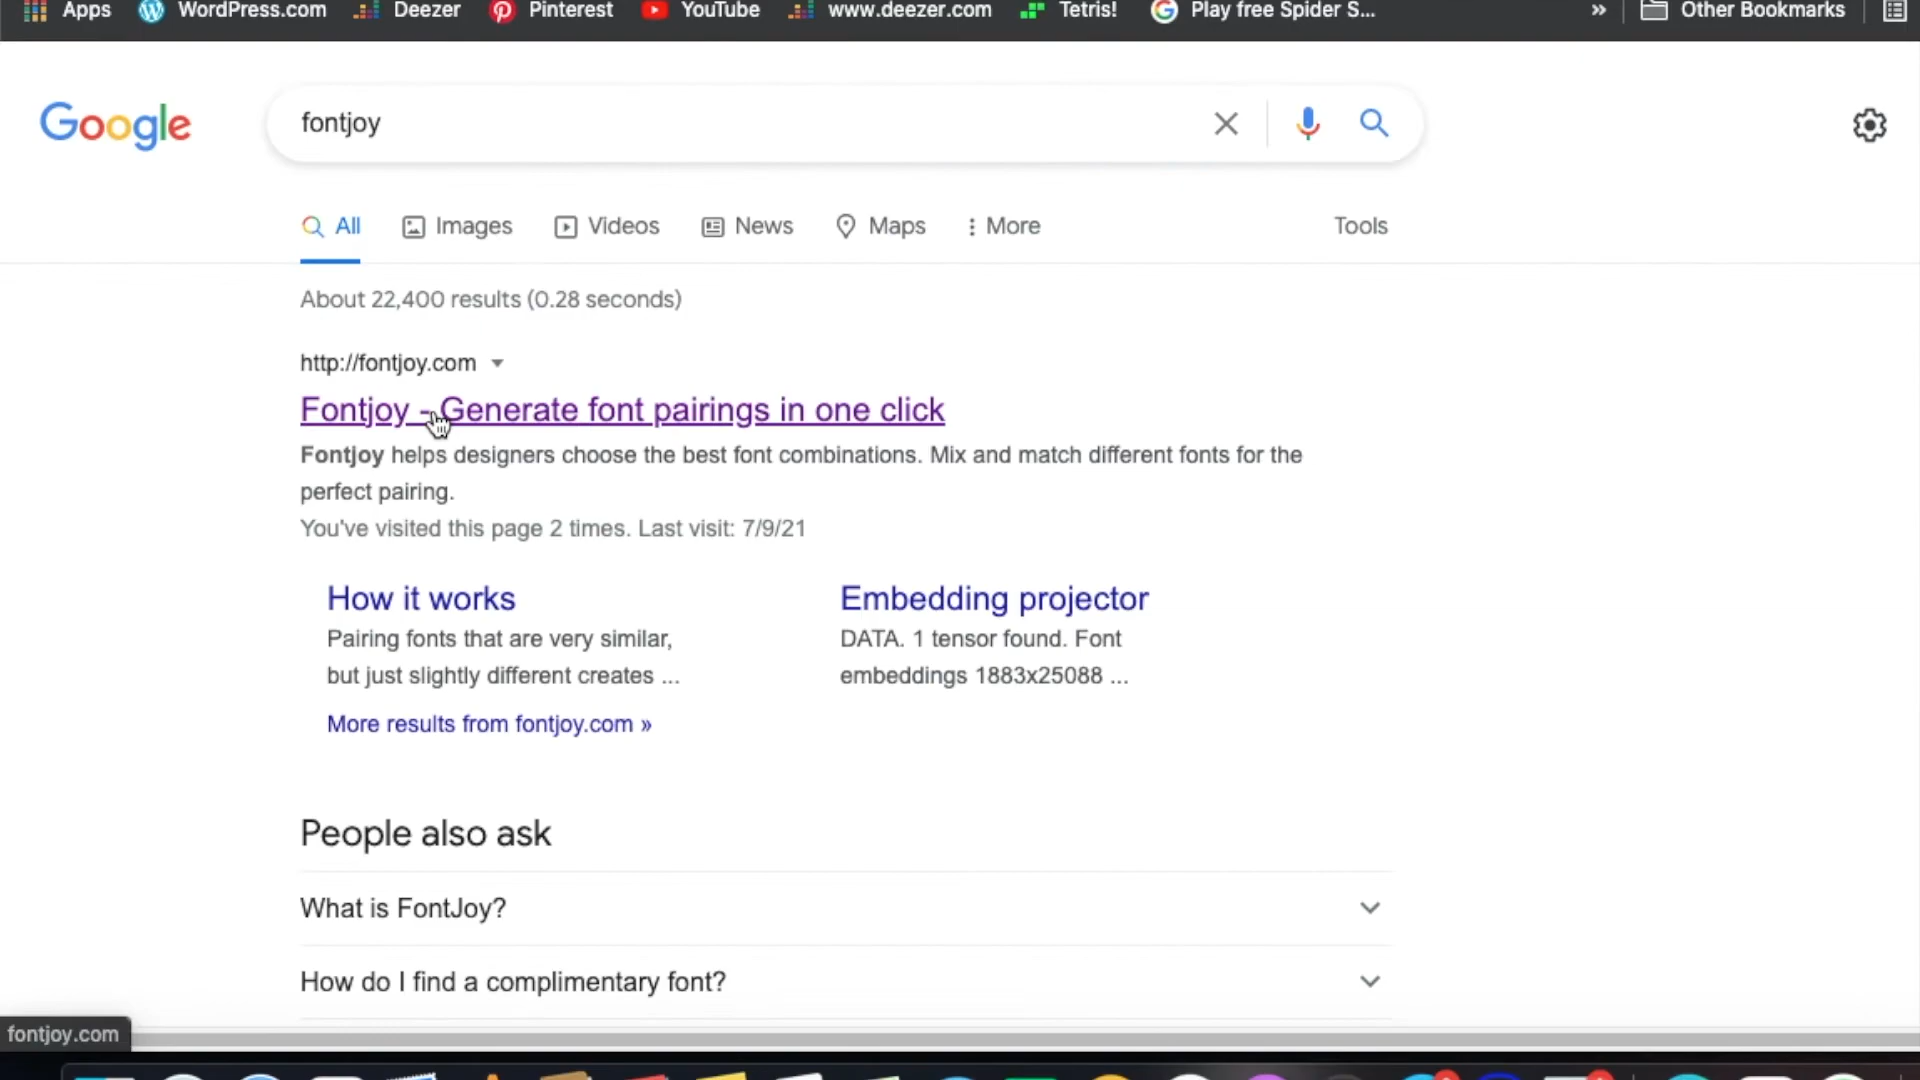 Apps WordPress.com Deezer Pinterest YouTube www.deezer.com Tetris! Play free Spider S... » Other Bookmarks
Google fontjoy
All Images Videos News Maps More Tools
About 22,400 results (0.28 seconds)
http://fontjoy.com
Fontjoy - Generate font pairings in one click
Fontjoy helps designers choose the best font combinations. Mix and match different fonts for the
perfect pairing.
You've visited this page 2 times. Last visit: 7/9/21
How it works
Pairing fonts that are very similar,
but just slightly different creates ...
Embedding projector
DATA. 1 tensor found. Font
embeddings 1883x25088 ...
More results from fontjoy.com »
People also ask
What is FontJoy?
How do I find a complimentary font?
fontjoy.com